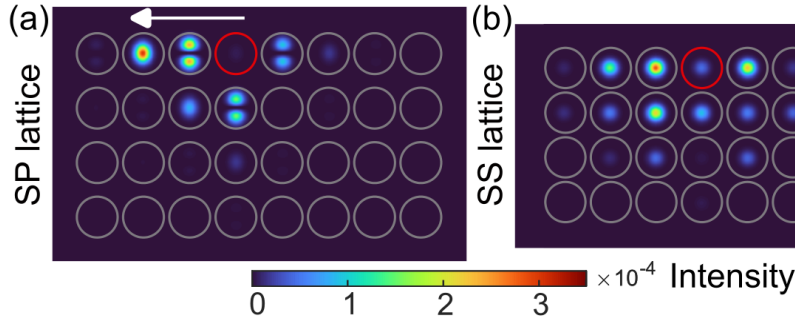 (a)
(b)
SP lattice
SS lattice
×10⁻⁴ Intensity
0 1 2 3